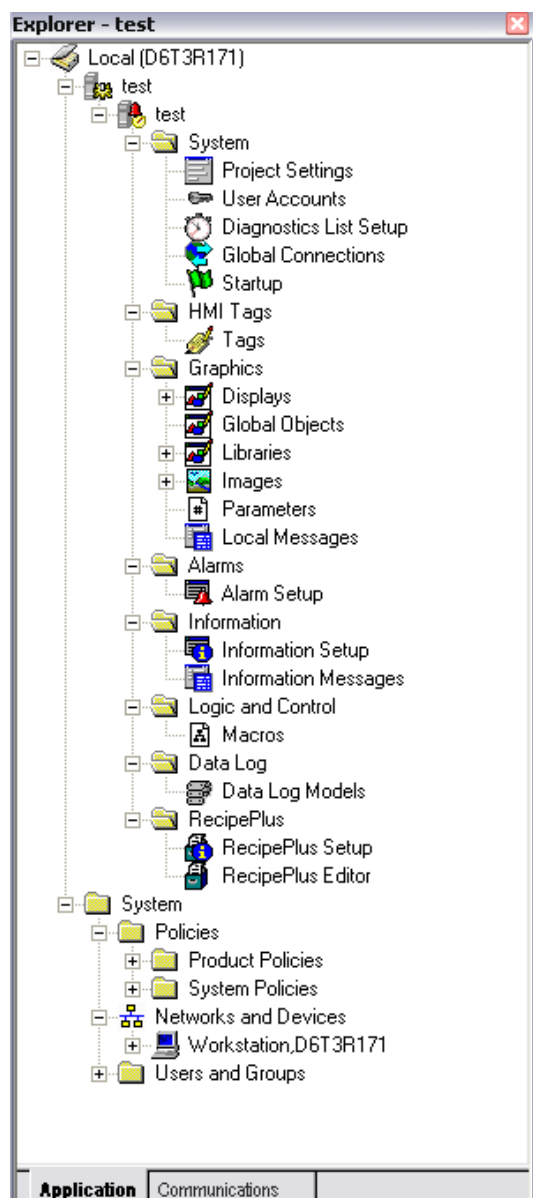 Explorer - test
Local (D6T3R171)
test
test
System
Project Settings
User Accounts
Diagnostics List Setup
Global Connections
Startup
HMI Tags
Tags
Graphics
Displays
Global Objects
Libraries
Images
Parameters
Local Messages
Alarms
Alarm Setup
Information
Information Setup
Information Messages
Logic and Control
Macros
Data Log
Data Log Models
RecipePlus
RecipePlus Setup
RecipePlus Editor
System
Policies
Product Policies
System Policies
Networks and Devices
Workstation,D6T3R171
Users and Groups
Application Communications